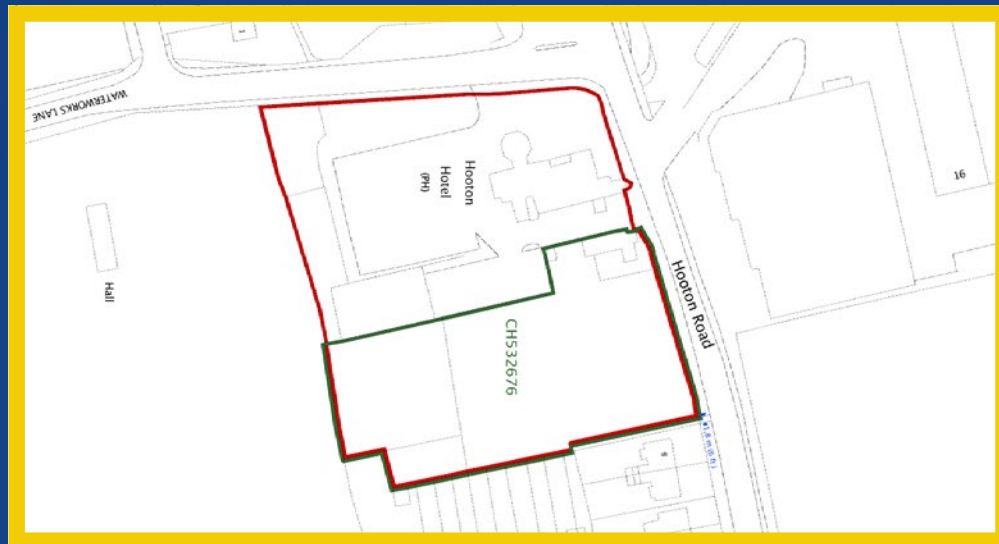 WATERWORKS LANE
Hooton
Hotel
(PH)
16
Hall
Hooton Road
CH532676